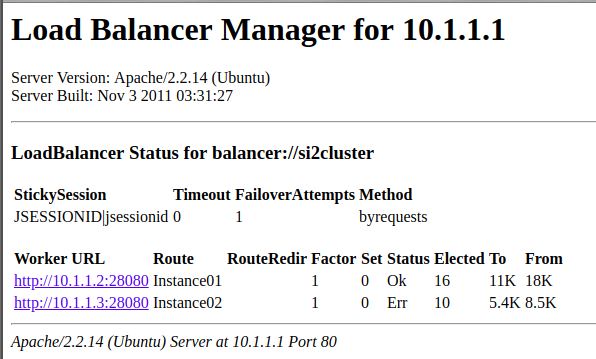 Load Balancer Manager for 10.1.1.1
Server Version: Apache/2.2.14 (Ubuntu)
Server Built: Nov 3 2011 03:31:27
LoadBalancer Status for balancer://si2cluster
StickySession Timeout FailoverAttempts Method
JSESSIONID|jsessionid 0 1 byrequests
Worker URL Route RouteRedir Factor Set Status Elected To From
http://10.1.1.2:28080 Instance01 1 0 Ok 16 11K 18K
http://10.1.1.3:28080 Instance02 1 0 Err 10 5.4K 8.5K
Apache/2.2.14 (Ubuntu) Server at 10.1.1.1 Port 80